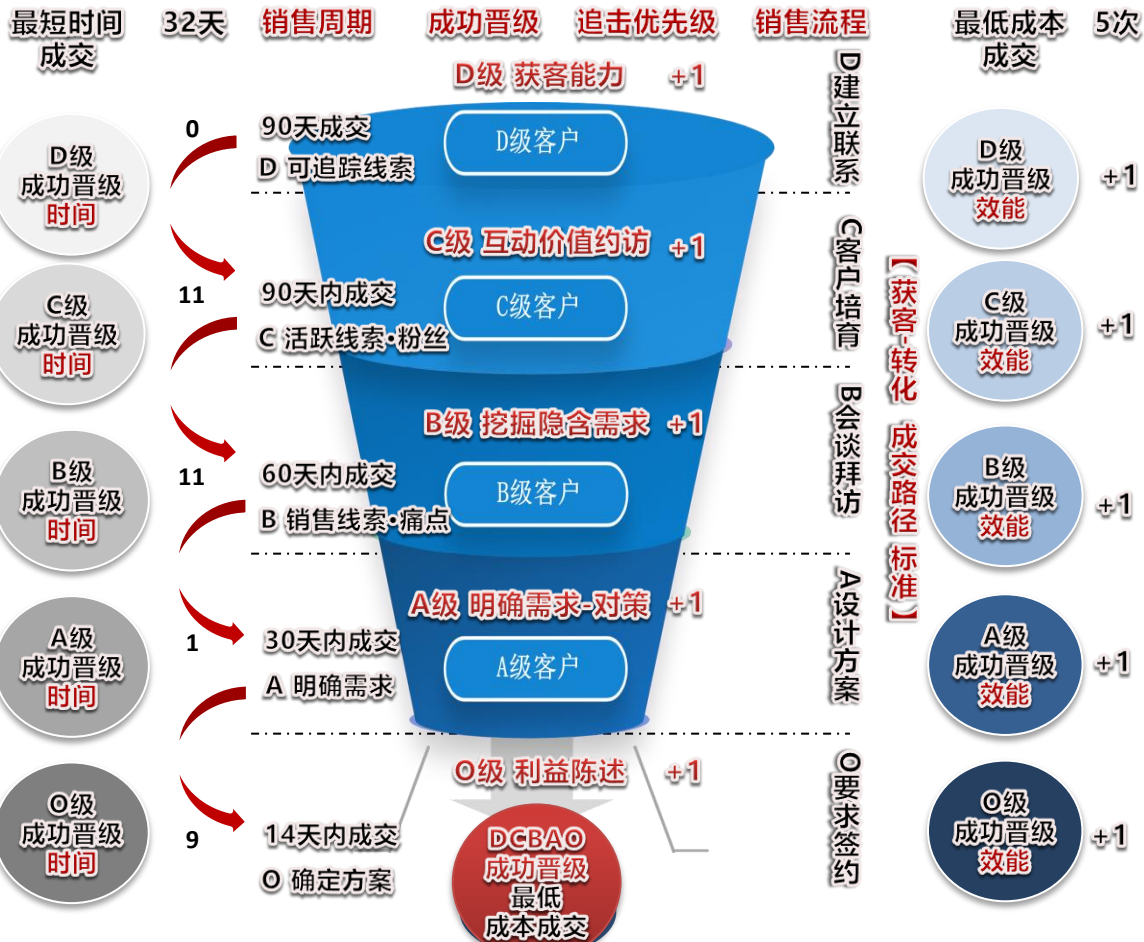 最短时间
成交
32天
销售周期
成功晋级
追击优先级
销售流程
最低成本
成交
5次
D级 获客能力 +1
D级
成功晋级
时间
0
90天成交
D 可追踪线索
D级客户
D建立联系
D级
成功晋级
效能
+1
C级 互动价值约访 +1
C级
成功晋级
时间
11
90天内成交
C 活跃线索•粉丝
C级客户
C客户培育
C级
成功晋级
效能
+1
【获客-转化 成交路径 标准】
B级 挖掘隐含需求 +1
B级
成功晋级
时间
11
60天内成交
B 销售线索•痛点
B级客户
B会谈拜访
B级
成功晋级
效能
+1
A级 明确需求-对策 +1
A级
成功晋级
时间
1
30天内成交
A 明确需求
A级客户
A设计方案
A级
成功晋级
效能
+1
O级 利益陈述 +1
O级
成功晋级
时间
9
14天内成交
O 确定方案
DCBAO
成功晋级
最低
成本成交
O要求签约
O级
成功晋级
效能
+1